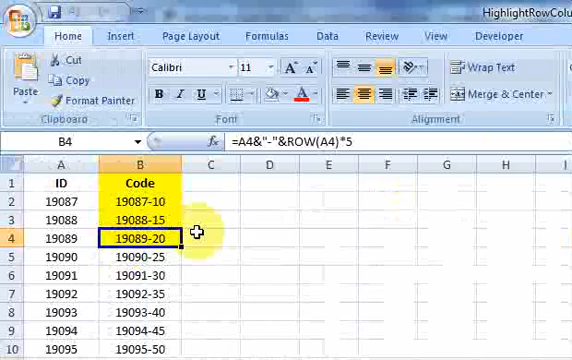 HighlightRowColu
Home Insert Page Layout Formulas Data Review View Developer
Cut
Copy
Format Painter
Paste
Clipboard
Calibri 11 A A
B I U A
Font
Wrap Text
Merge & Center
Alignment
B4 fx =A4&"-"&ROW(A4)*5
A B C D E F G H I
1 ID Code
2 19087 19087-10
3 19088 19088-15
4 19089 19089-20
5 19090 19090-25
6 19091 19091-30
7 19092 19092-35
8 19093 19093-40
9 19094 19094-45
10 19095 19095-50